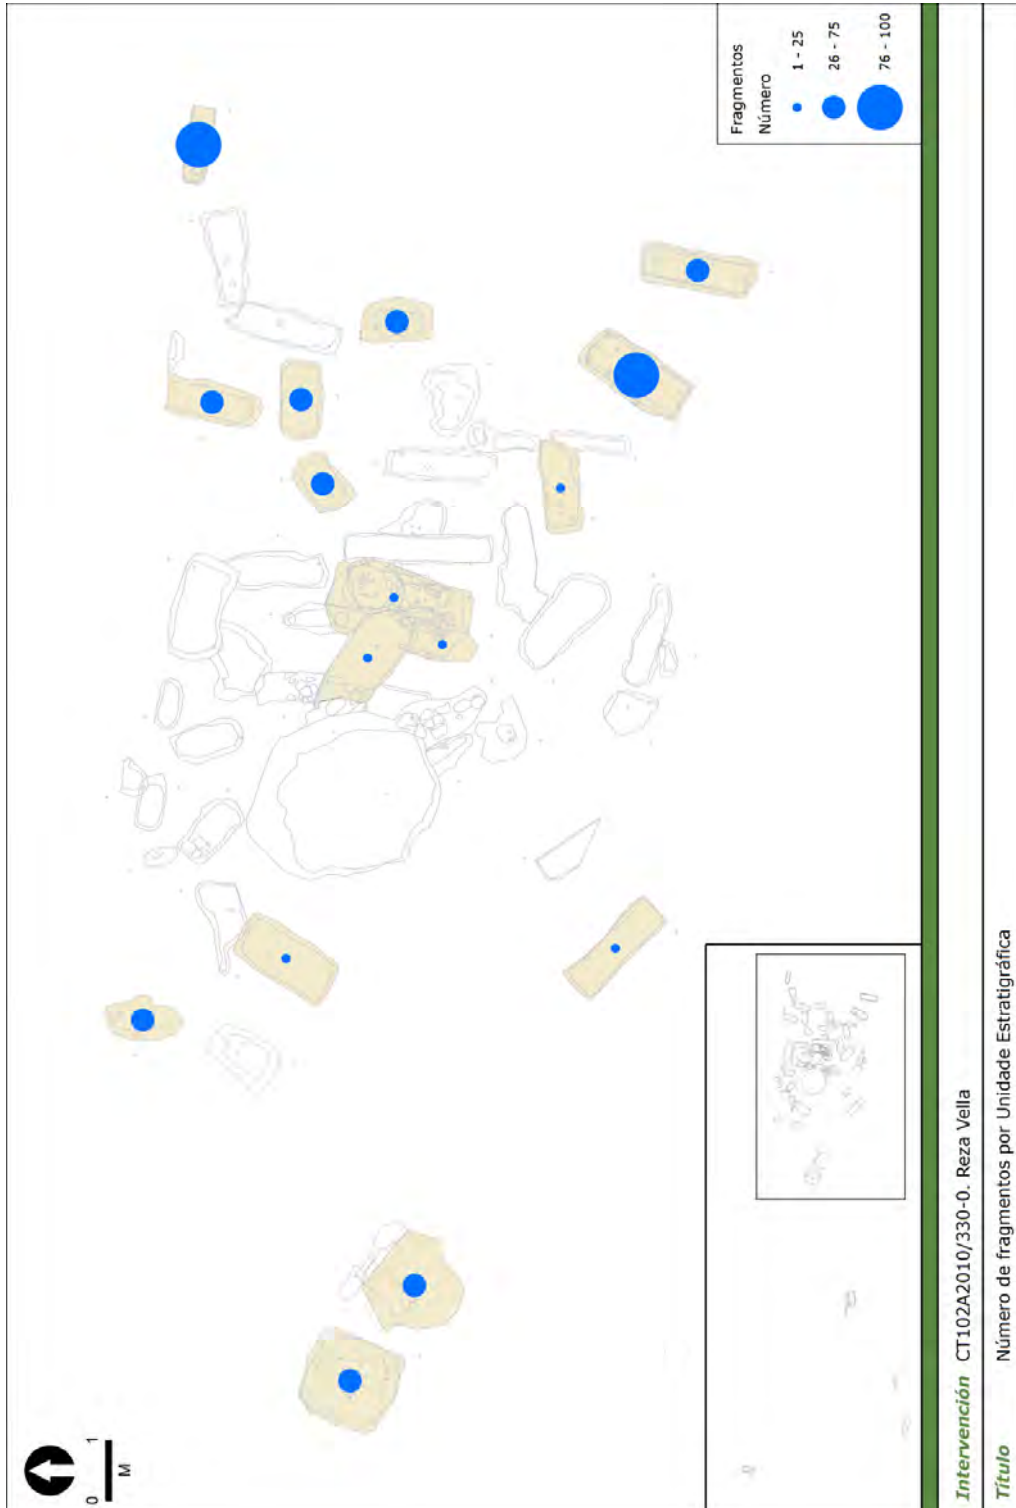 Fragmentos
Número
1 - 25
26 - 75
76 - 100
0 1
M
Intervención CT102A2010/330-0. Reza Vella
Título Número de fragmentos por Unidade Estratigráfica